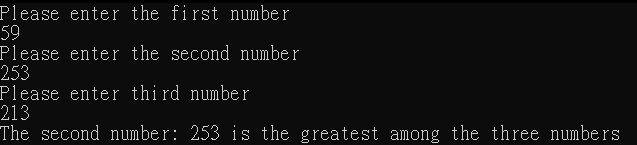 Please enter the first number
59
Please enter the second number
253
Please enter third number
213
The second number: 253 is the greatest among the three numbers